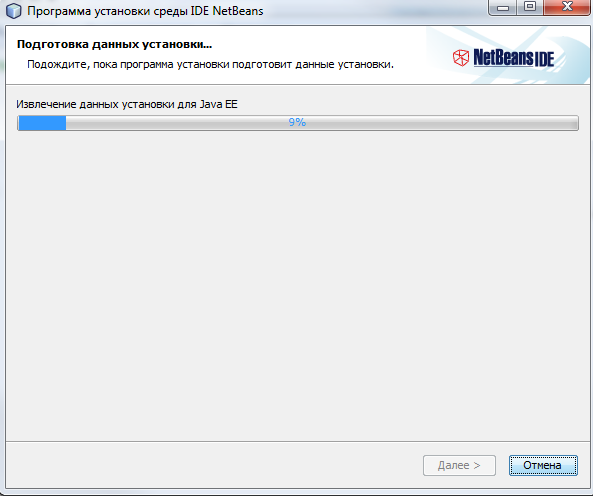 Программа установки среды IDE NetBeans
Подготовка данных установки...
Подождите, пока программа установки подготовит данные установки.
NetBeans IDE
Извлечение данных установки для Java EE
9%
Далее >
Отмена